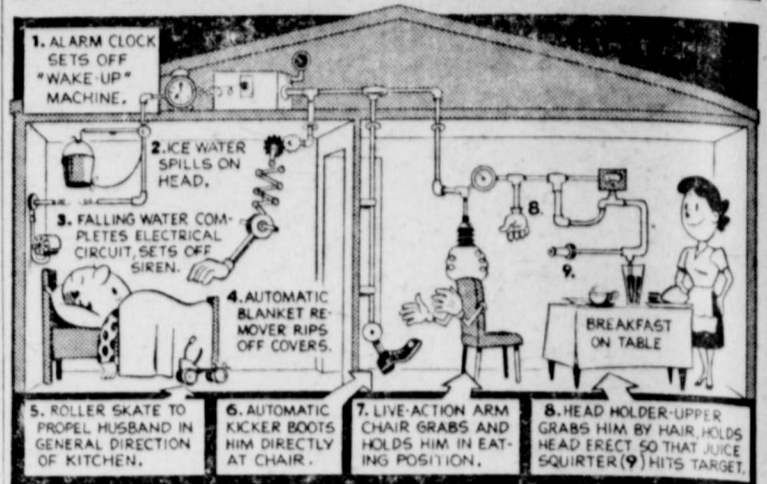 1. ALARM CLOCK
SETS OFF
"WAKE-UP"
MACHINE.
2. ICE WATER
SPILLS ON
HEAD.
3. FALLING WATER COM-
PLETES ELECTRICAL
CIRCUIT, SETS OFF
SIREN.
4. AUTOMATIC
BLANKET RE-
MOVER RIPS
OFF COVERS.
8.
9.
BREAKFAST
ON TABLE
5. ROLLER SKATE TO
PROPEL HUSBAND IN
GENERAL DIRECTION
OF KITCHEN.
6. AUTOMATIC
KICKER BOOTS
HIM DIRECTLY
AT CHAIR.
7. LIVE-ACTION ARM
CHAIR GRABS AND
HOLDS HIM IN EAT-
ING POSITION.
8. HEAD HOLDER-UPPER
GRABS HIM BY HAIR, HOLDS
HEAD ERECT SO THAT JUICE
SQUIRTER (9) HITS TARGET.